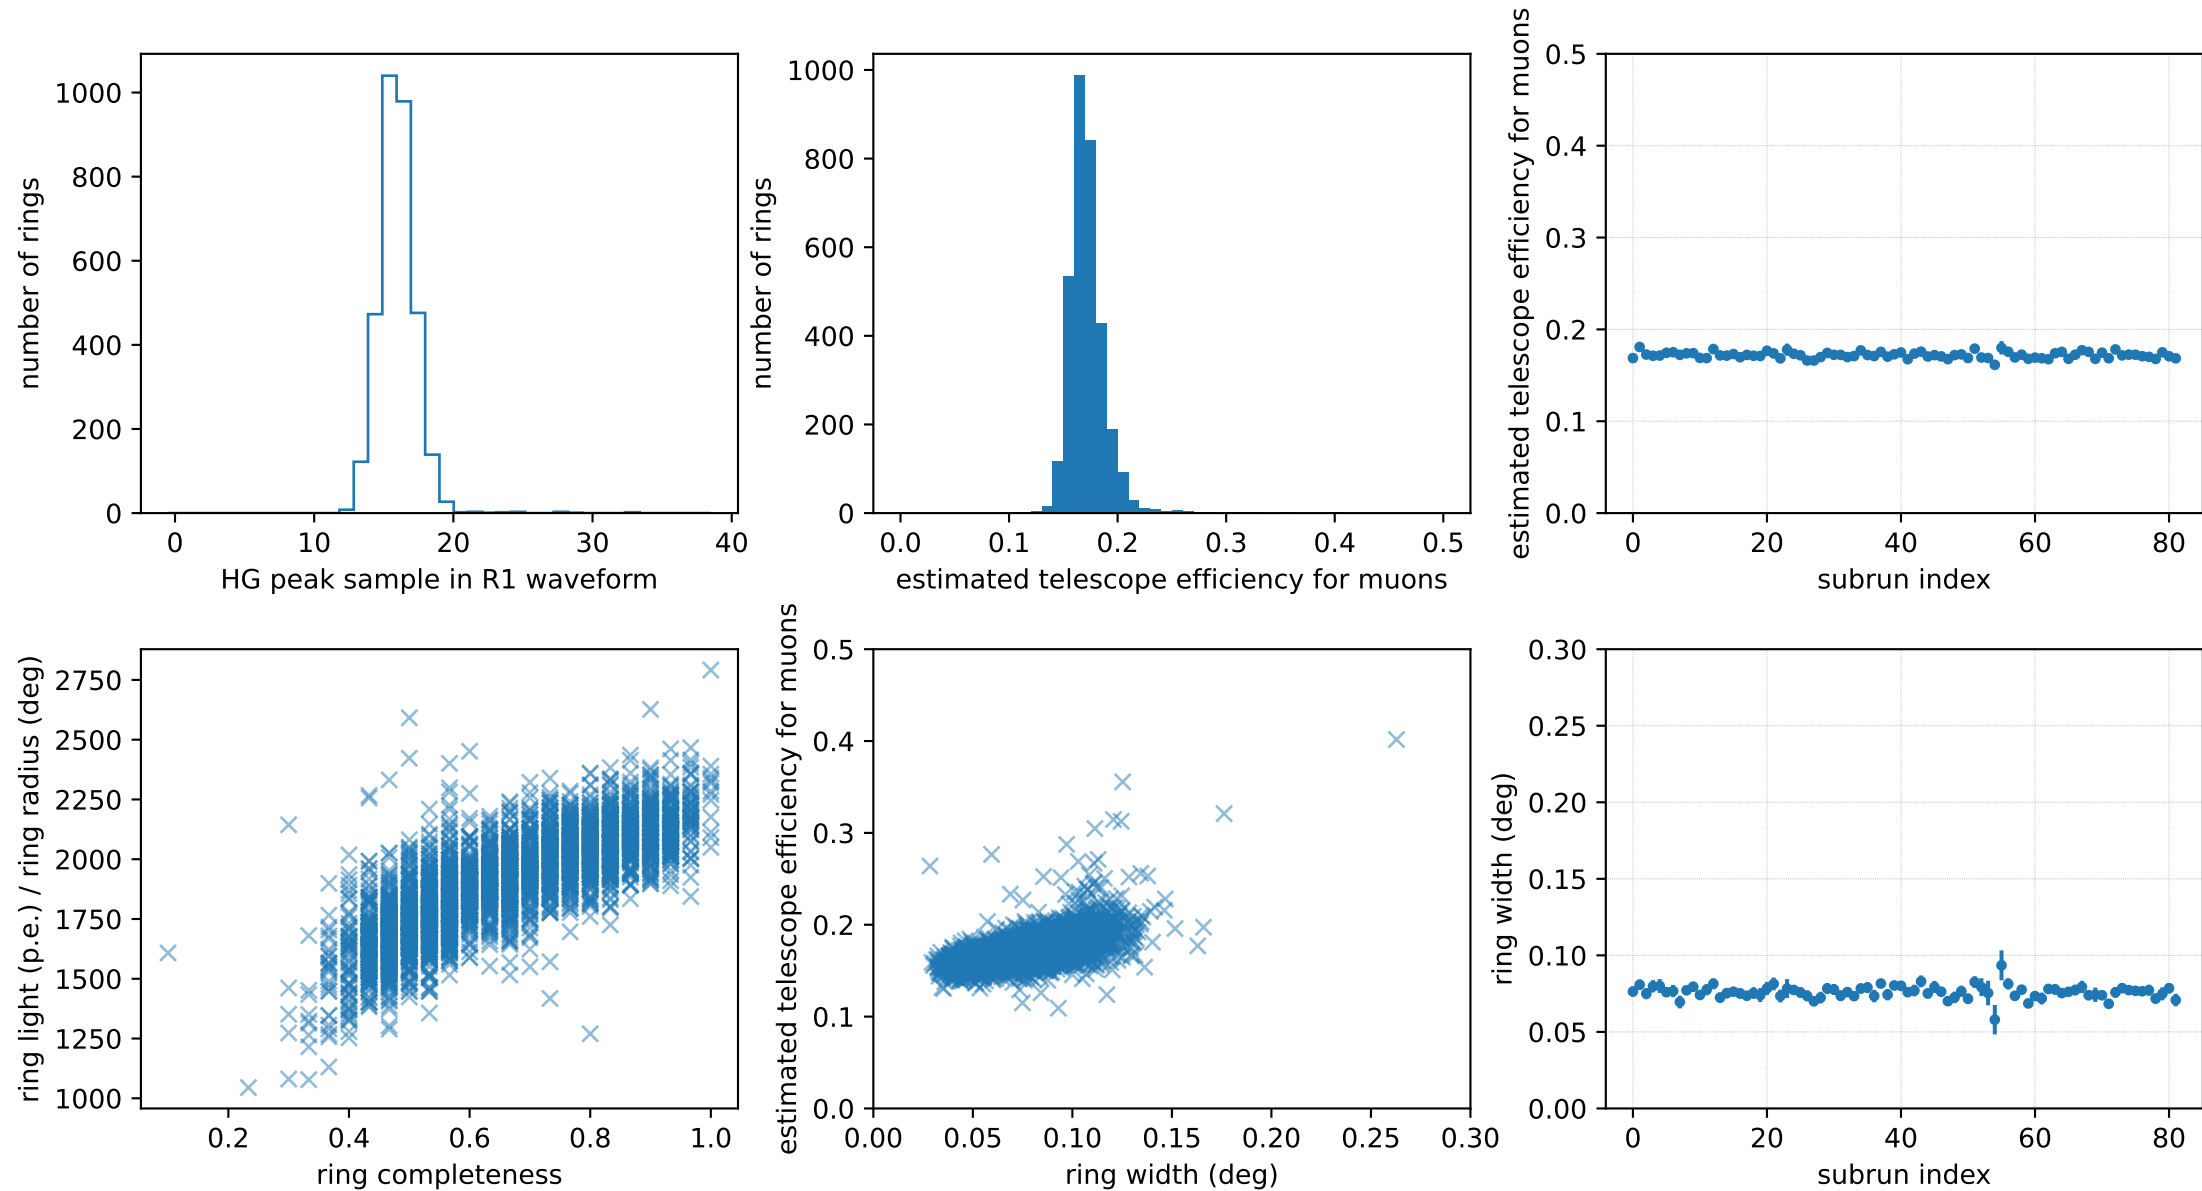 number of rings
1000
800
600
400
200
0
0 10 20 30 40
HG peak sample in R1 waveform
number of rings
1000
800
600
400
200
0
0.0 0.1 0.2 0.3 0.4 0.5
estimated telescope efficiency for muons
estimated telescope efficiency for muons
0.5
0.4
0.3
0.2
0.1
0.0
0 20 40 60 80
subrun index
ring light (p.e.) / ring radius (deg)
2750
2500
2250
2000
1750
1500
1250
1000
0.2 0.4 0.6 0.8 1.0
ring completeness
estimated telescope efficiency for muons
0.5
0.4
0.3
0.2
0.1
0.0
0.00 0.05 0.10 0.15 0.20 0.25 0.30
ring width (deg)
ring width (deg)
0.30
0.25
0.20
0.15
0.10
0.05
0.00
0 20 40 60 80
subrun index